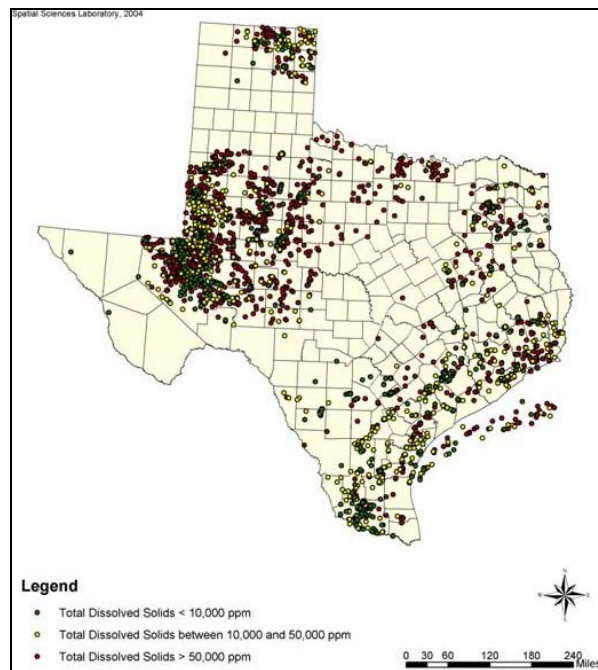 Spatial Sciences Laboratory, 2004
Legend
Total Dissolved Solids < 10,000 ppm
Total Dissolved Solids between 10,000 and 50,000 ppm
Total Dissolved Solids > 50,000 ppm
0 30 60 120 180 240
Miles